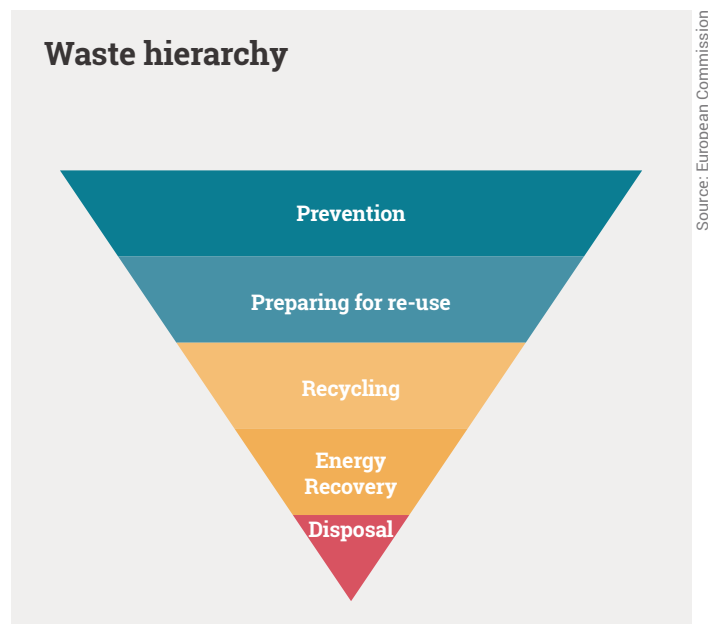 Waste hierarchy
Source: European Commission
Prevention
Preparing for re-use
Recycling
Energy
Recovery
Disposal